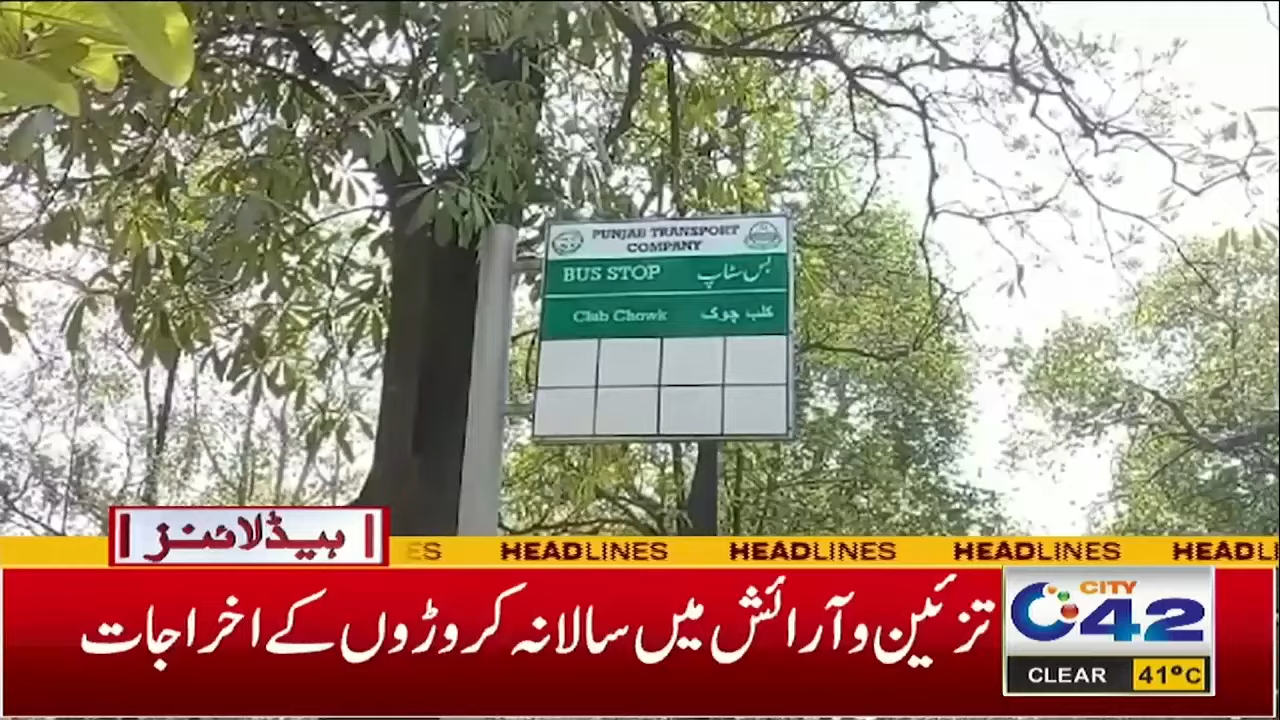 PUNJAB TRANSPORT
COMPANY
BUS STOP بس سٹاپ
Club Chowk کلب چوک
ہیڈلائنز
ES HEADLINES HEADLINES HEADLINES HEADL
تزئین و آرائش میں سالانہ کروڑوں کے اخراجات
CITY
42
CLEAR 41°C